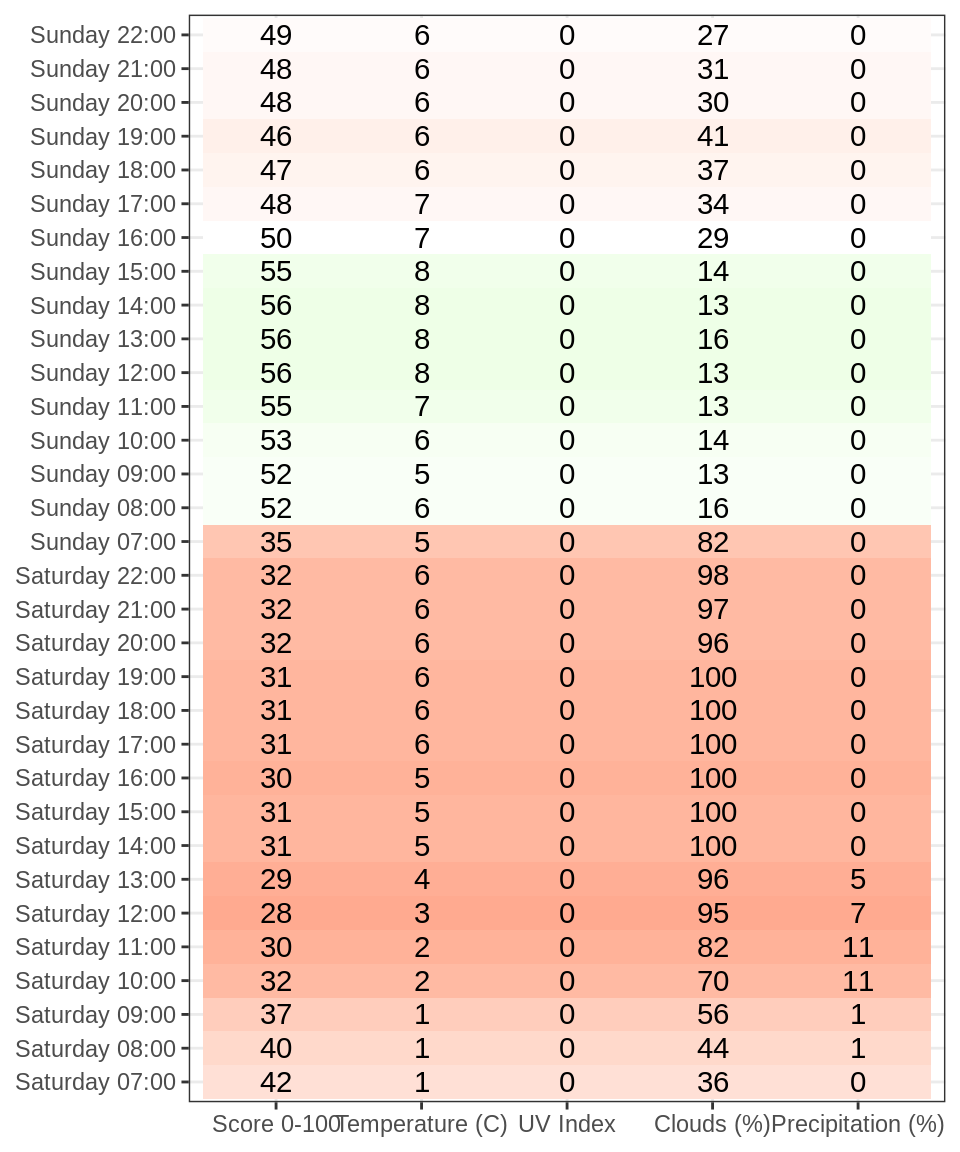 Sunday 22:00 49 6 0 27 0
Sunday 21:00 48 6 0 31 0
Sunday 20:00 48 6 0 30 0
Sunday 19:00 46 6 0 41 0
Sunday 18:00 47 6 0 37 0
Sunday 17:00 48 7 0 34 0
Sunday 16:00 50 7 0 29 0
Sunday 15:00 55 8 0 14 0
Sunday 14:00 56 8 0 13 0
Sunday 13:00 56 8 0 16 0
Sunday 12:00 56 8 0 13 0
Sunday 11:00 55 7 0 13 0
Sunday 10:00 53 6 0 14 0
Sunday 09:00 52 5 0 13 0
Sunday 08:00 52 6 0 16 0
Sunday 07:00 35 5 0 82 0
Saturday 22:00 32 6 0 98 0
Saturday 21:00 32 6 0 97 0
Saturday 20:00 32 6 0 96 0
Saturday 19:00 31 6 0 100 0
Saturday 18:00 31 6 0 100 0
Saturday 17:00 31 6 0 100 0
Saturday 16:00 30 5 0 100 0
Saturday 15:00 31 5 0 100 0
Saturday 14:00 31 5 0 100 0
Saturday 13:00 29 4 0 96 5
Saturday 12:00 28 3 0 95 7
Saturday 11:00 30 2 0 82 11
Saturday 10:00 32 2 0 70 11
Saturday 09:00 37 1 0 56 1
Saturday 08:00 40 1 0 44 1
Saturday 07:00 42 1 0 36 0
Score 0-100 Temperature (C) UV Index Clouds (%) Precipitation (%)